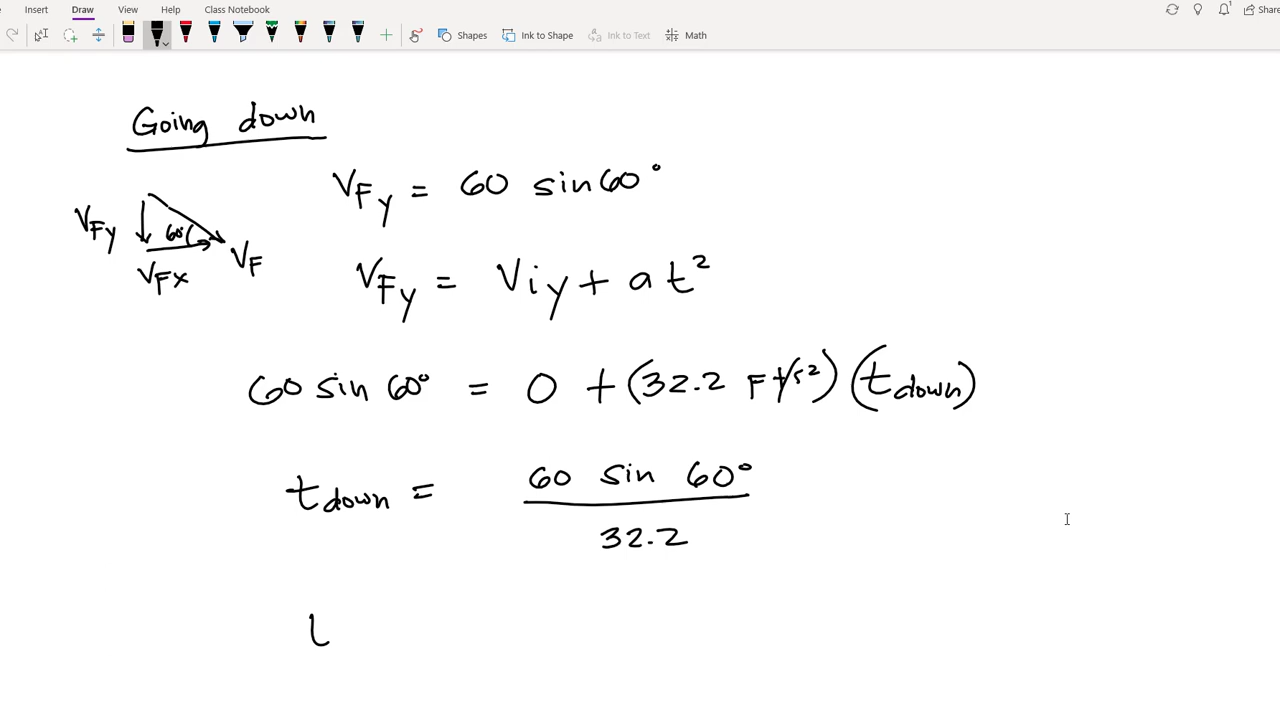 Insert Draw View Help Class Notebook Share
Shapes Ink to Shape Ink to Text Math
Going down
VFy = 60 sin60°
VFy 60° VF
VFx
VFy = Viy + at²
60 sin 60° = 0 + (32.2 Ft/s²) (tdown)
tdown = 60 sin 60°
32.2